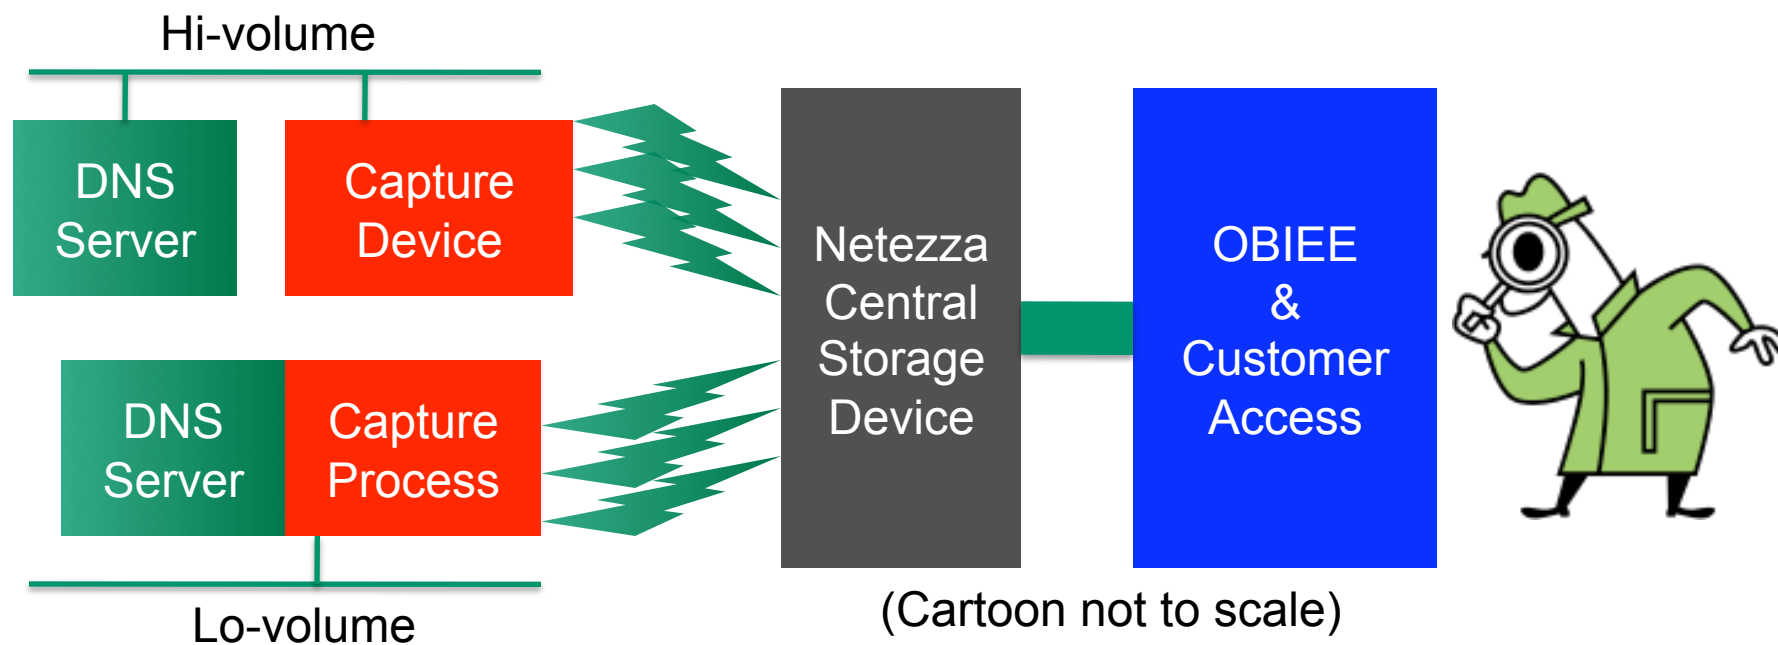 Hi-volume
DNS
Server
Capture
Device
DNS
Server
Capture
Process
Lo-volume
Netezza
Central
Storage
Device
OBIEE
&
Customer
Access
(Cartoon not to scale)